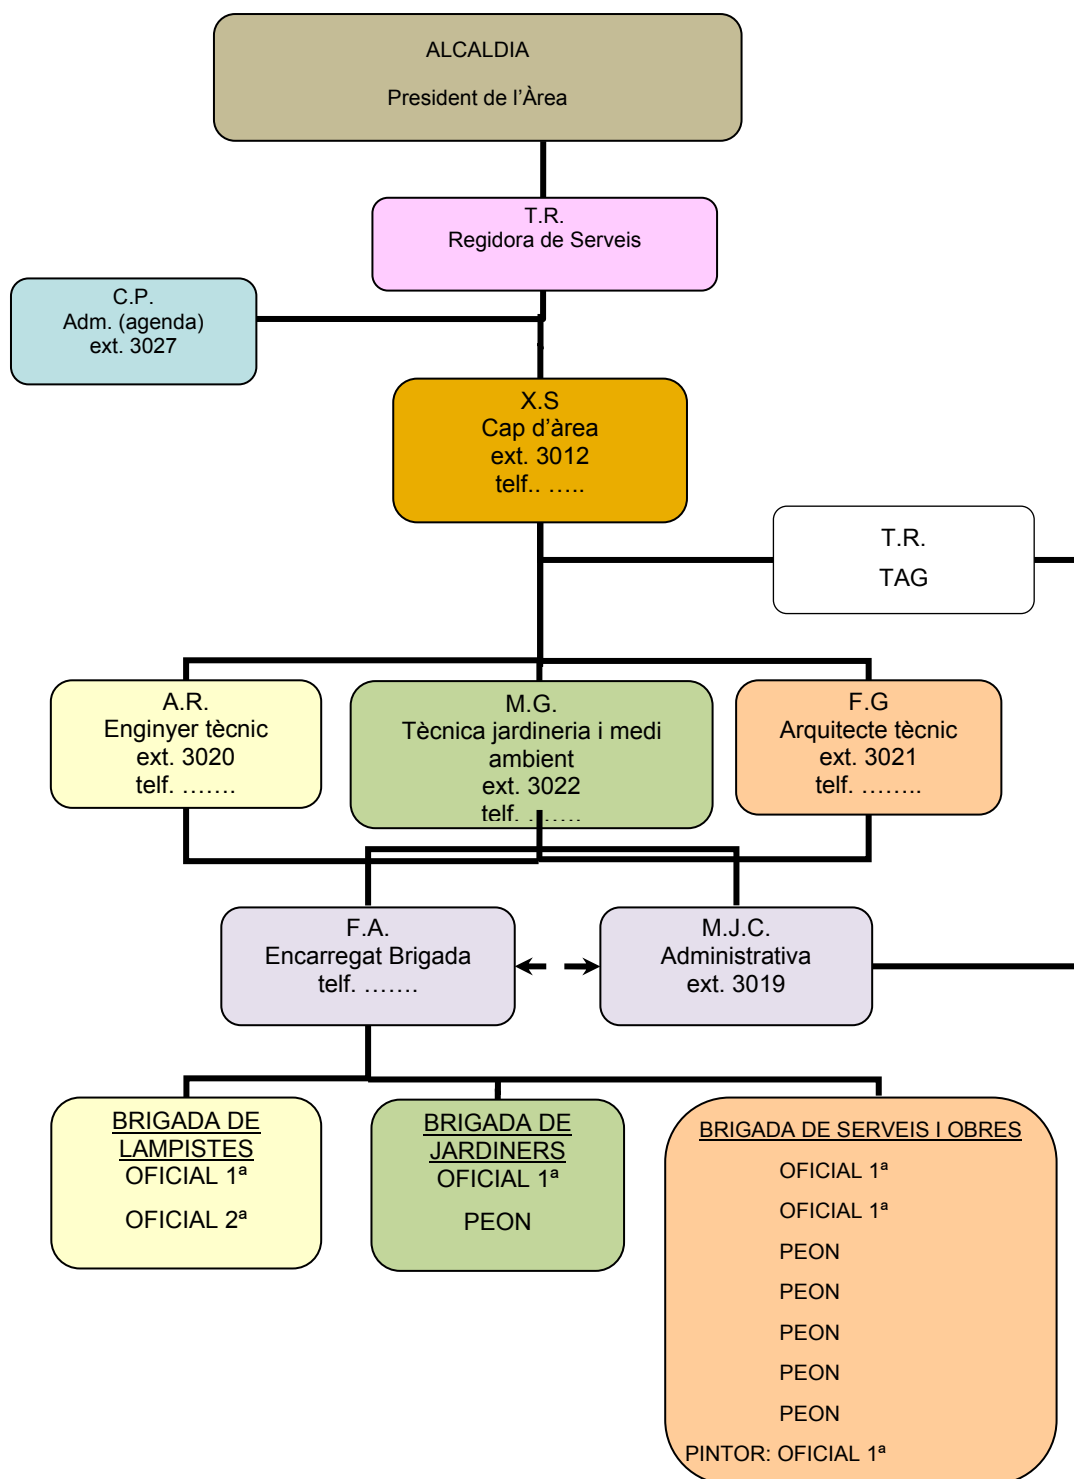 ALCALDIA
President de l’Àrea
T.R.
Regidora de Serveis
C.P.
Adm. (agenda)
ext. 3027
X.S
Cap d’àrea
ext. 3012
telf.. …..
T.R.
TAG
A.R.
Enginyer tècnic
ext. 3020
telf. …….
M.G.
Tècnica jardineria i medi
ambient
ext. 3022
telf. ……..
F.G
Arquitecte tècnic
ext. 3021
telf. ……..
F.A.
Encarregat Brigada
telf. …….
M.J.C.
Administrativa
ext. 3019
BRIGADA DE
LAMPISTES
OFICIAL 1ª
OFICIAL 2ª
BRIGADA DE
JARDINERS
OFICIAL 1ª
PEON
BRIGADA DE SERVEIS I OBRES
OFICIAL 1ª
OFICIAL 1ª
PEON
PEON
PEON
PEON
PEON
PINTOR: OFICIAL 1ª